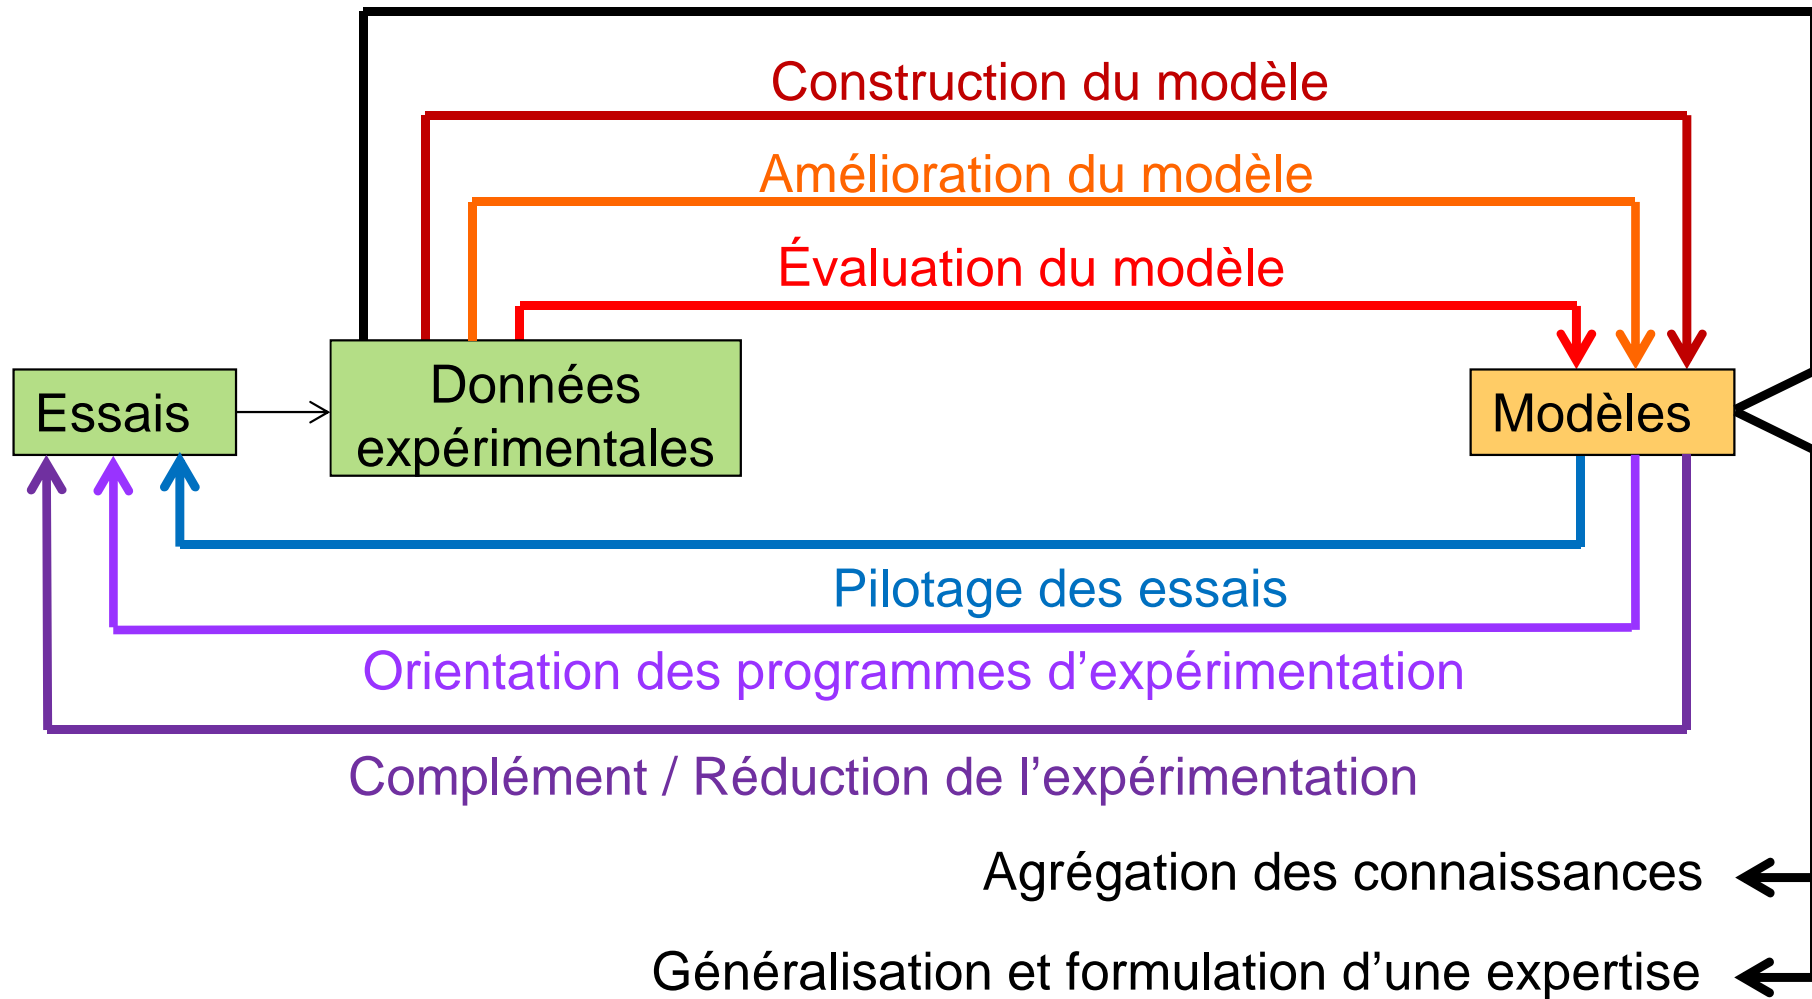 Construction du modèle
Amélioration du modèle
Évaluation du modèle
Essais
Données
expérimentales
Modèles
Pilotage des essais
Orientation des programmes d’expérimentation
Complément / Réduction de l’expérimentation
Agrégation des connaissances
Généralisation et formulation d’une expertise